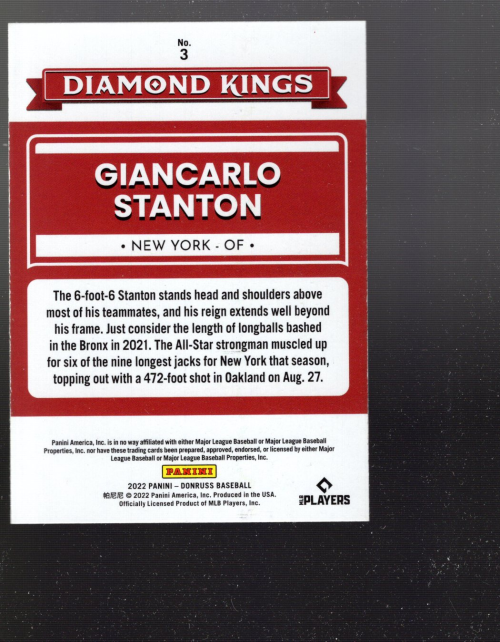 No.
3
DIAMOND KINGS
GIANCARLO
STANTON
• NEW YORK - OF •
The 6-foot-6 Stanton stands head and shoulders above
most of his teammates, and his reign extends well beyond
his frame. Just consider the length of longballs bashed
in the Bronx in 2021. The All-Star strongman muscled up
for six of the nine longest jacks for New York that season,
topping out with a 472-foot shot in Oakland on Aug. 27.
Panini America, Inc. is in no way affiliated with either Major League Baseball or Major League Baseball
Properties, Inc. nor have these trading cards been prepared, approved, endorsed, or licensed by either Major
League Baseball or Major League Baseball Properties, Inc.
PANINI
2022 PANINI – DONRUSS BASEBALL
帕尼尼 © 2022 Panini America, Inc. Produced in the USA.
Officially Licensed Product of MLB Players, Inc.
MLB PLAYERS